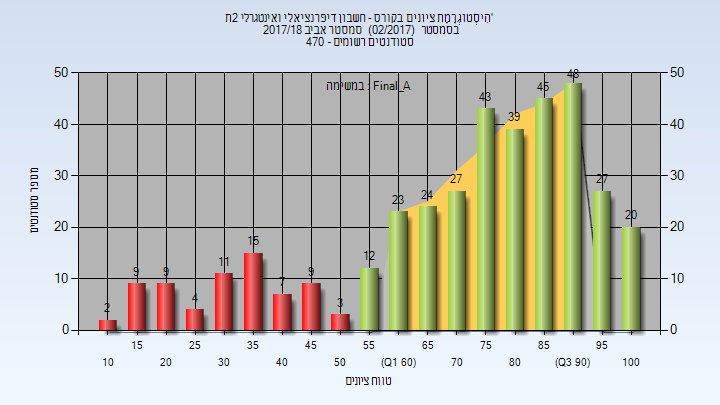 הִיסְטוֹגְרָמַת ציונים בקורס - חשבון דיפרנציאלי ואינטגרלי 2ת'
בסמסטר (02/2017) סמסטר אביב 2017/18
סטודנטים רשומים - 470
במשימה : Final_A
50 50
40 40
30 30
20 20
10 10
0 0
מספר סטודנטים
2 9 9 4 11 15 7 9 3 12 23 24 27 43 39 45 48 27 20
15 25 35 45 55 65 75 85 95
10 20 30 40 50 (Q1 60) 70 80 (Q3 90) 100
טווח ציונים